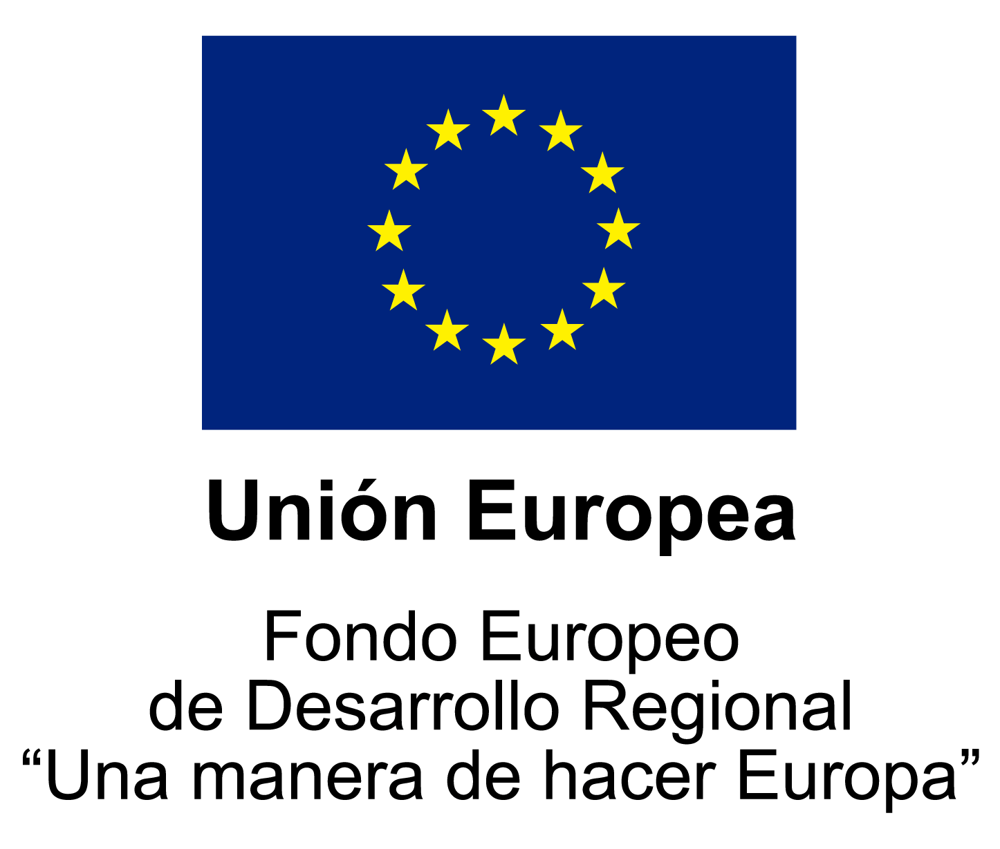 Unión Europea
Fondo Europeo
de Desarrollo Regional
“Una manera de hacer Europa”